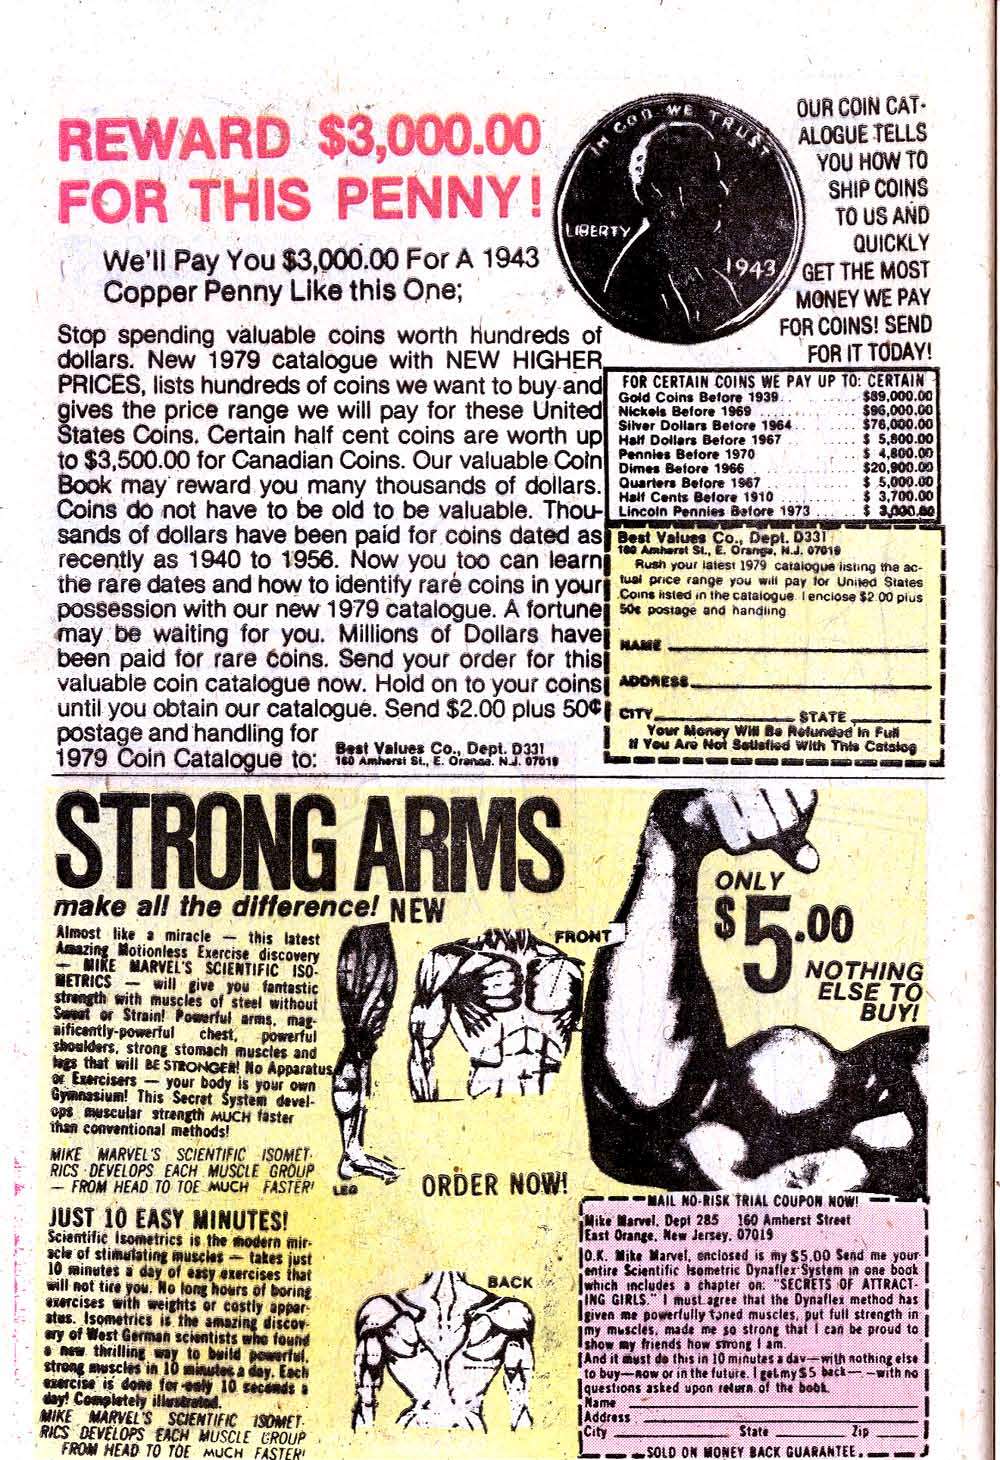 REWARD $3,000.00
FOR THIS PENNY!
We'll Pay You $3,000.00 For A 1943
Copper Penny Like this One;
IN GOD WE TRUST
LIBERTY
1943
OUR COIN CAT-
ALOGUE TELLS
YOU HOW TO
SHIP COINS
TO US AND
QUICKLY
GET THE MOST
MONEY WE PAY
FOR COINS! SEND
FOR IT TODAY!
Stop spending valuable coins worth hundreds of
dollars. New 1979 catalogue with NEW HIGHER
PRICES, lists hundreds of coins we want to buy and
gives the price range we will pay for these United
States Coins. Certain half cent coins are worth up
to $3,500.00 for Canadian Coins. Our valuable Coin
Book may reward you many thousands of dollars.
Coins do not have to be old to be valuable. Thou-
sands of dollars have been paid for coins dated as
recently as 1940 to 1956. Now you too can learn
the rare dates and how to identify rare coins in your
possession with our new 1979 catalogue. A fortune
may be waiting for you. Millions of Dollars have
been paid for rare coins. Send your order for this
valuable coin catalogue now. Hold on to your coins
until you obtain our catalogue. Send $2.00 plus 50¢
postage and handling for
1979 Coin Catalogue to:
Best Values Co., Dept. D331
160 Amherst St., E. Orange, N.J. 07019
FOR CERTAIN COINS WE PAY UP TO: CERTAIN
Gold Coins Before 1939 . . ........ $89,000.00
Nickels Before 1969 ........ $96,000.00
Silver Dollars Before 1964 ........ $76,000.00
Half Dollars Before 1967 ........ $ 5,800.00
Pennies Before 1970 ........ $ 4,800.00
Dimes Before 1966 ........ $20,900.00
Quarters Before 1967 ........ $ 5,000.00
Half Cents Before 1910 ........ $ 3,700.00
Lincoln Pennies Before 1973 ..... $ 3,000.00
Best Values Co., Dept. D331
160 Amherst St., E. Orange, N.J. 07019
Rush your latest 1979 catalogue listing the ac-
tual price range you will pay for United States
Coins listed in the catalogue. I enclose $2.00 plus
50¢ postage and handling
NAME
ADDRESS
CITY STATE
Your Money Will Be Refunded In Full
If You Are Not Satisfied With This Catalog
STRONG ARMS
make all the difference! NEW
Almost like a miracle — this latest
Amazing Motionless Exercise discovery
— MIKE MARVEL'S SCIENTIFIC ISO-
METRICS — will give you fantastic
strength with muscles of steel without
Sweat or Strain! Powerful arms, mag-
nificently-powerful chest, powerful
shoulders, strong stomach muscles and
legs that will BE STRONGER! No Apparatus
or Exercisers — your body is your own
Gymnasium! This Secret System devel-
ops muscular strength MUCH faster
than conventional methods!
MIKE MARVEL'S SCIENTIFIC ISOMET-
RICS DEVELOPS EACH MUSCLE GROUP
— FROM HEAD TO TOE MUCH FASTER!
JUST 10 EASY MINUTES!
Scientific Isometrics is the modern mir-
acle of stimulating muscles — takes just
10 minutes a day of easy exercises that
will not tire you. No long hours of boring
exercises with weights or costly appar-
atus. Isometrics is the amazing discov-
ery of West German scientists who found
a new thrilling way to build powerful,
strong muscles in 10 minutes a day. Each
exercise is done for only 10 seconds a
day! Completely illustrated.
MIKE MARVEL'S SCIENTIFIC ISOMET-
RICS DEVELOPS EACH MUSCLE GROUP
FROM HEAD TO TOE MUCH FASTER!
FRONT
LEG
ORDER NOW!
BACK
ONLY
$5.00
NOTHING
ELSE TO
BUY!
MAIL NO-RISK TRIAL COUPON NOW!
Mike Marvel, Dept 285 160 Amherst Street
East Orange, New Jersey, 07019
O.K. Mike Marvel, enclosed is my $5.00 Send me your
entire Scientific Isometric Dynaflex System in one book
which includes a chapter on: "SECRETS OF ATTRACT-
ING GIRLS." I must agree that the Dynaflex method has
given me powerfully toned muscles, put full strength in
my muscles, made me so strong that I can be proud to
show my friends how strong I am.
And it must do this in 10 minutes a day—with nothing else
to buy—now or in the future. I get my $5 back——with no
questions asked upon return of the book.
Name
Address
City State Zip
SOLD ON MONEY BACK GUARANTEE.